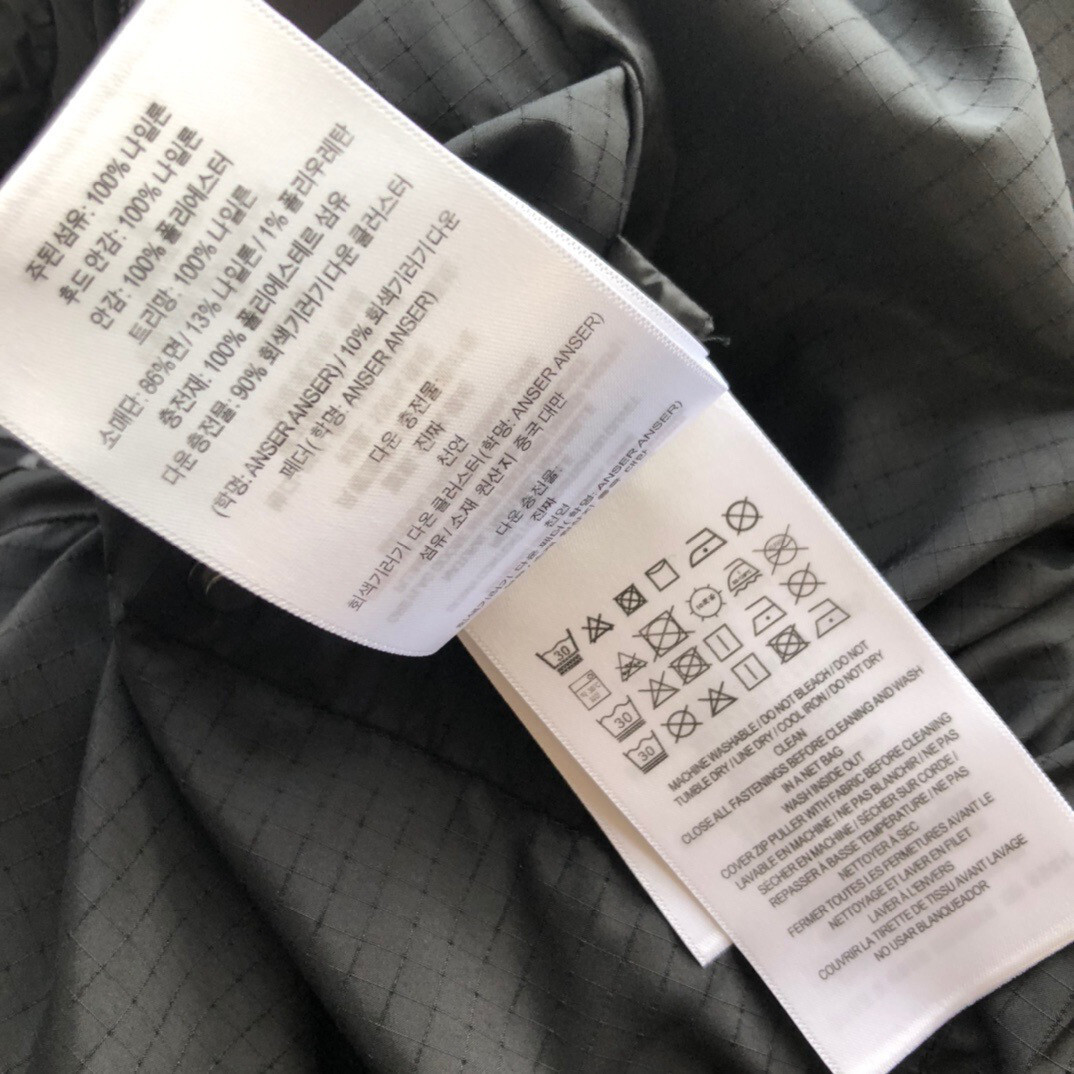 주된 섬유: 100% 나일론
후드 안감: 100% 나일론
안감: 100% 폴리에스터
트리망: 100% 나일론
소매단: 86%면 / 13% 나일론 / 1% 폴리우레탄
충전재: 100% 폴리에스테르 섬유
다운 충전물: 90% 회색기러기다운 클러스터
(학명: ANSER ANSER) / 10% 회색기러기다운
페더 (학명: ANSER ANSER)
다운 충전물:
진짜
천연
회색기러기 다온 클러스터(학명: ANSER ANSER)
섬유 / 소재 원산지 중국 대만
다운 충전물:
진짜
천연
(학명: ANSER ANSER)
30
30
30
MACHINE WASHABLE / DO NOT BLEACH / DO NOT
TUMBLE DRY / LINE DRY / COOL IRON / DO NOT DRY
CLEAN
CLOSE ALL FASTENINGS BEFORE CLEANING AND WASH
IN A NET BAG
WASH INSIDE OUT
COVER ZIP PULLER WITH FABRIC BEFORE CLEANING
LAVABLE EN MACHINE / NE PAS BLANCHIR / NE PAS
SÉCHER EN MACHINE / SÉCHER SUR CORDE /
REPASSER À BASSE TEMPÉRATURE / NE PAS
NETTOYER À SEC
FERMER TOUTES LES FERMETURES AVANT LE
NETTOYAGE ET LAVER EN FILET
LAVER À L'ENVERS
COUVRIR LA TIRETTE DE TISSU AVANT LAVAGE
NO USAR BLANQUEADOR